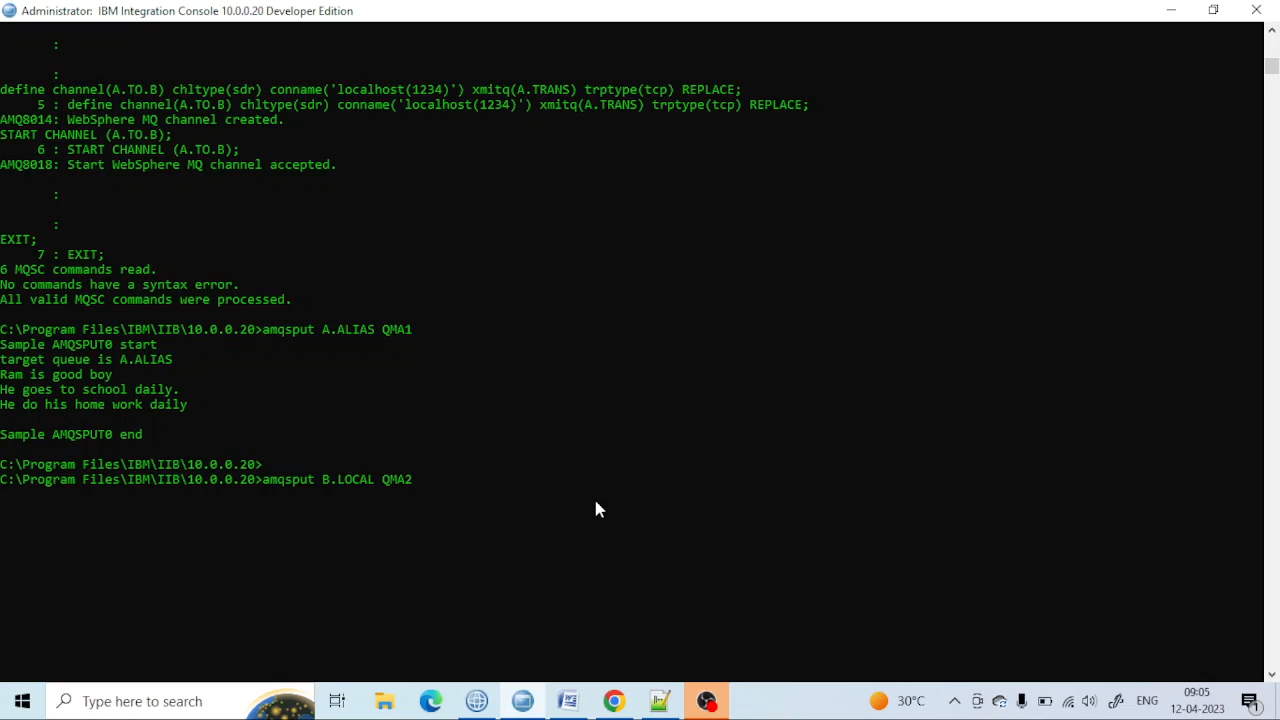 Administrator: IBM Integration Console 10.0.0.20 Developer Edition
:
:
define channel(A.TO.B) chltype(sdr) conname('localhost(1234)') xmitq(A.TRANS) trptype(tcp) REPLACE;
5 : define channel(A.TO.B) chltype(sdr) conname('localhost(1234)') xmitq(A.TRANS) trptype(tcp) REPLACE;
AMQ8014: WebSphere MQ channel created.
START CHANNEL (A.TO.B);
6 : START CHANNEL (A.TO.B);
AMQ8018: Start WebSphere MQ channel accepted.
:
:
EXIT;
7 : EXIT;
6 MQSC commands read.
No commands have a syntax error.
All valid MQSC commands were processed.
C:\Program Files\IBM\IIB\10.0.0.20>amqsput A.ALIAS QMA1
Sample AMQSPUT0 start
target queue is A.ALIAS
Ram is good boy
He goes to school daily.
He do his home work daily
Sample AMQSPUT0 end
C:\Program Files\IBM\IIB\10.0.0.20>
C:\Program Files\IBM\IIB\10.0.0.20>amqsput B.LOCAL QMA2
Type here to search
30°C
ENG
09:05
12-04-2023
1